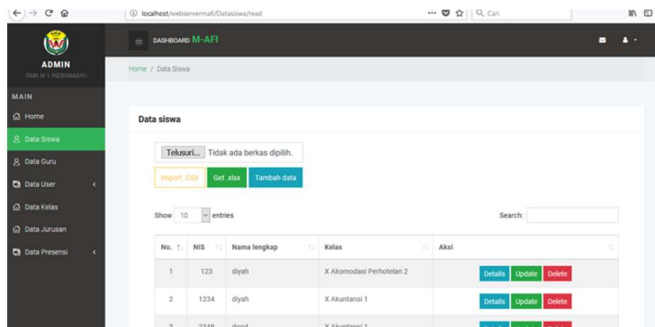 localhost/webservermafi/Datasiswa/read
Cari
DASHBOARD M-AFI
ADMIN
SMK N 1 INDRAMAYU
Home / Data Siswa
MAIN
Home
Data Siswa
Data Guru
Data User
Data Kelas
Data Jurusan
Data Presensi
Data siswa
Telusuri... Tidak ada berkas dipilih.
Import CSV Get .xlsx Tambah data
Show 10 entries Search:
No. NIS Nama lengkap Kelas Aksi
1 123 diyah X Akomodasi Perhotelan 2 Details Update Delete
2 1234 diyah X Akuntansi 1 Details Update Delete